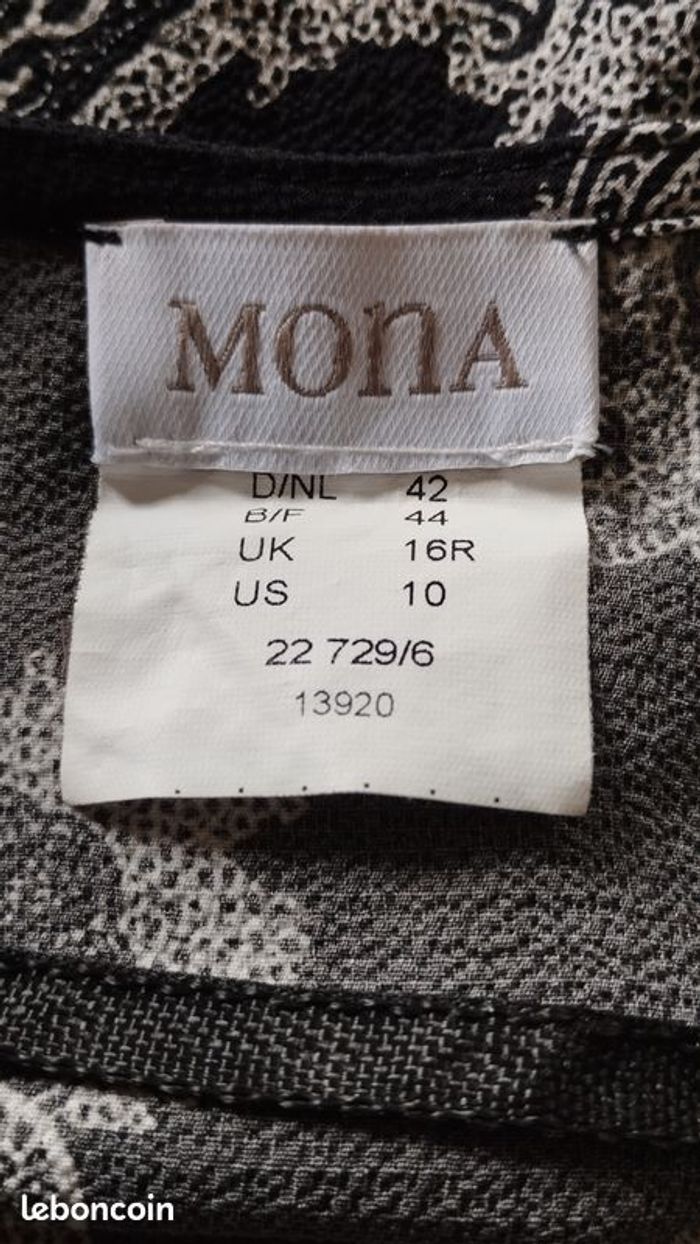 MONA
D/NL 42
B/F 44
UK 16R
US 10
22 729/6
13920
leboncoin